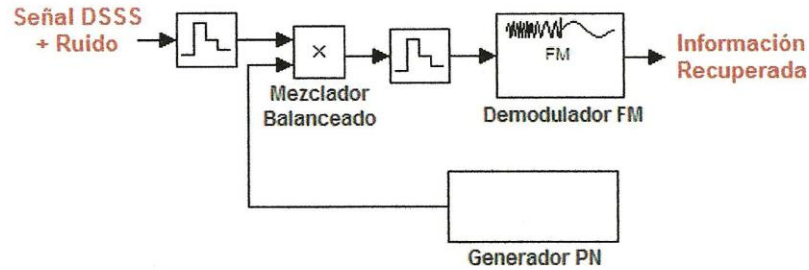 Señal DSSS
+ Ruido
×
Mezclador
Balanceado
FM
Demodulador FM
Información
Recuperada
Generador PN